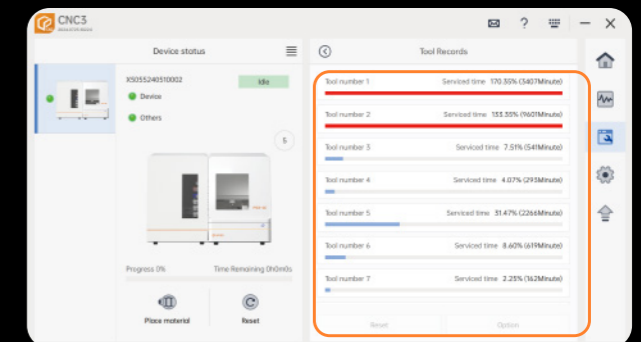 CNC3
Device status
Tool Records
XS055240510002
Idle
Device
Others
5
Progress 0%
Time Remaining 0h0m0s
Place material
Reset
Tool number 1 Serviced time 170.35% (3407Minute)
Tool number 2 Serviced time 133.35% (9601Minute)
Tool number 3 Serviced time 7.51% (541Minute)
Tool number 4 Serviced time 4.07% (293Minute)
Tool number 5 Serviced time 31.47% (2266Minute)
Tool number 6 Serviced time 8.60% (619Minute)
Tool number 7 Serviced time 2.25% (162Minute)
Reset
Option